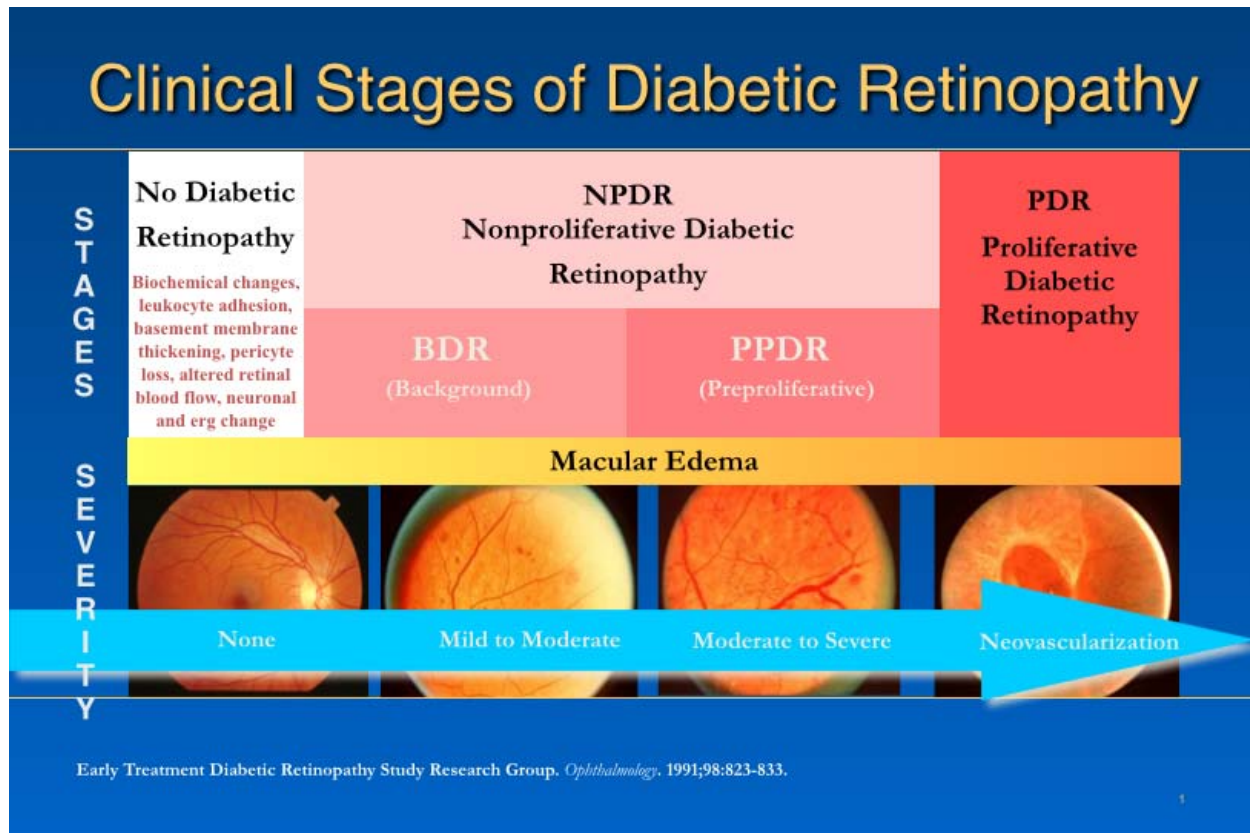 Clinical Stages of Diabetic Retinopathy
STAGES
No Diabetic
Retinopathy
Biochemical changes,
leukocyte adhesion,
basement membrane
thickening, pericyte
loss, altered retinal
blood flow, neuronal
and erg change
NPDR
Nonproliferative Diabetic
Retinopathy
BDR
(Background)
PPDR
(Preproliferative)
PDR
Proliferative
Diabetic
Retinopathy
Macular Edema
SEVERITY
None
Mild to Moderate
Moderate to Severe
Neovascularization
Early Treatment Diabetic Retinopathy Study Research Group. Ophthalmology. 1991;98:823-833.
1